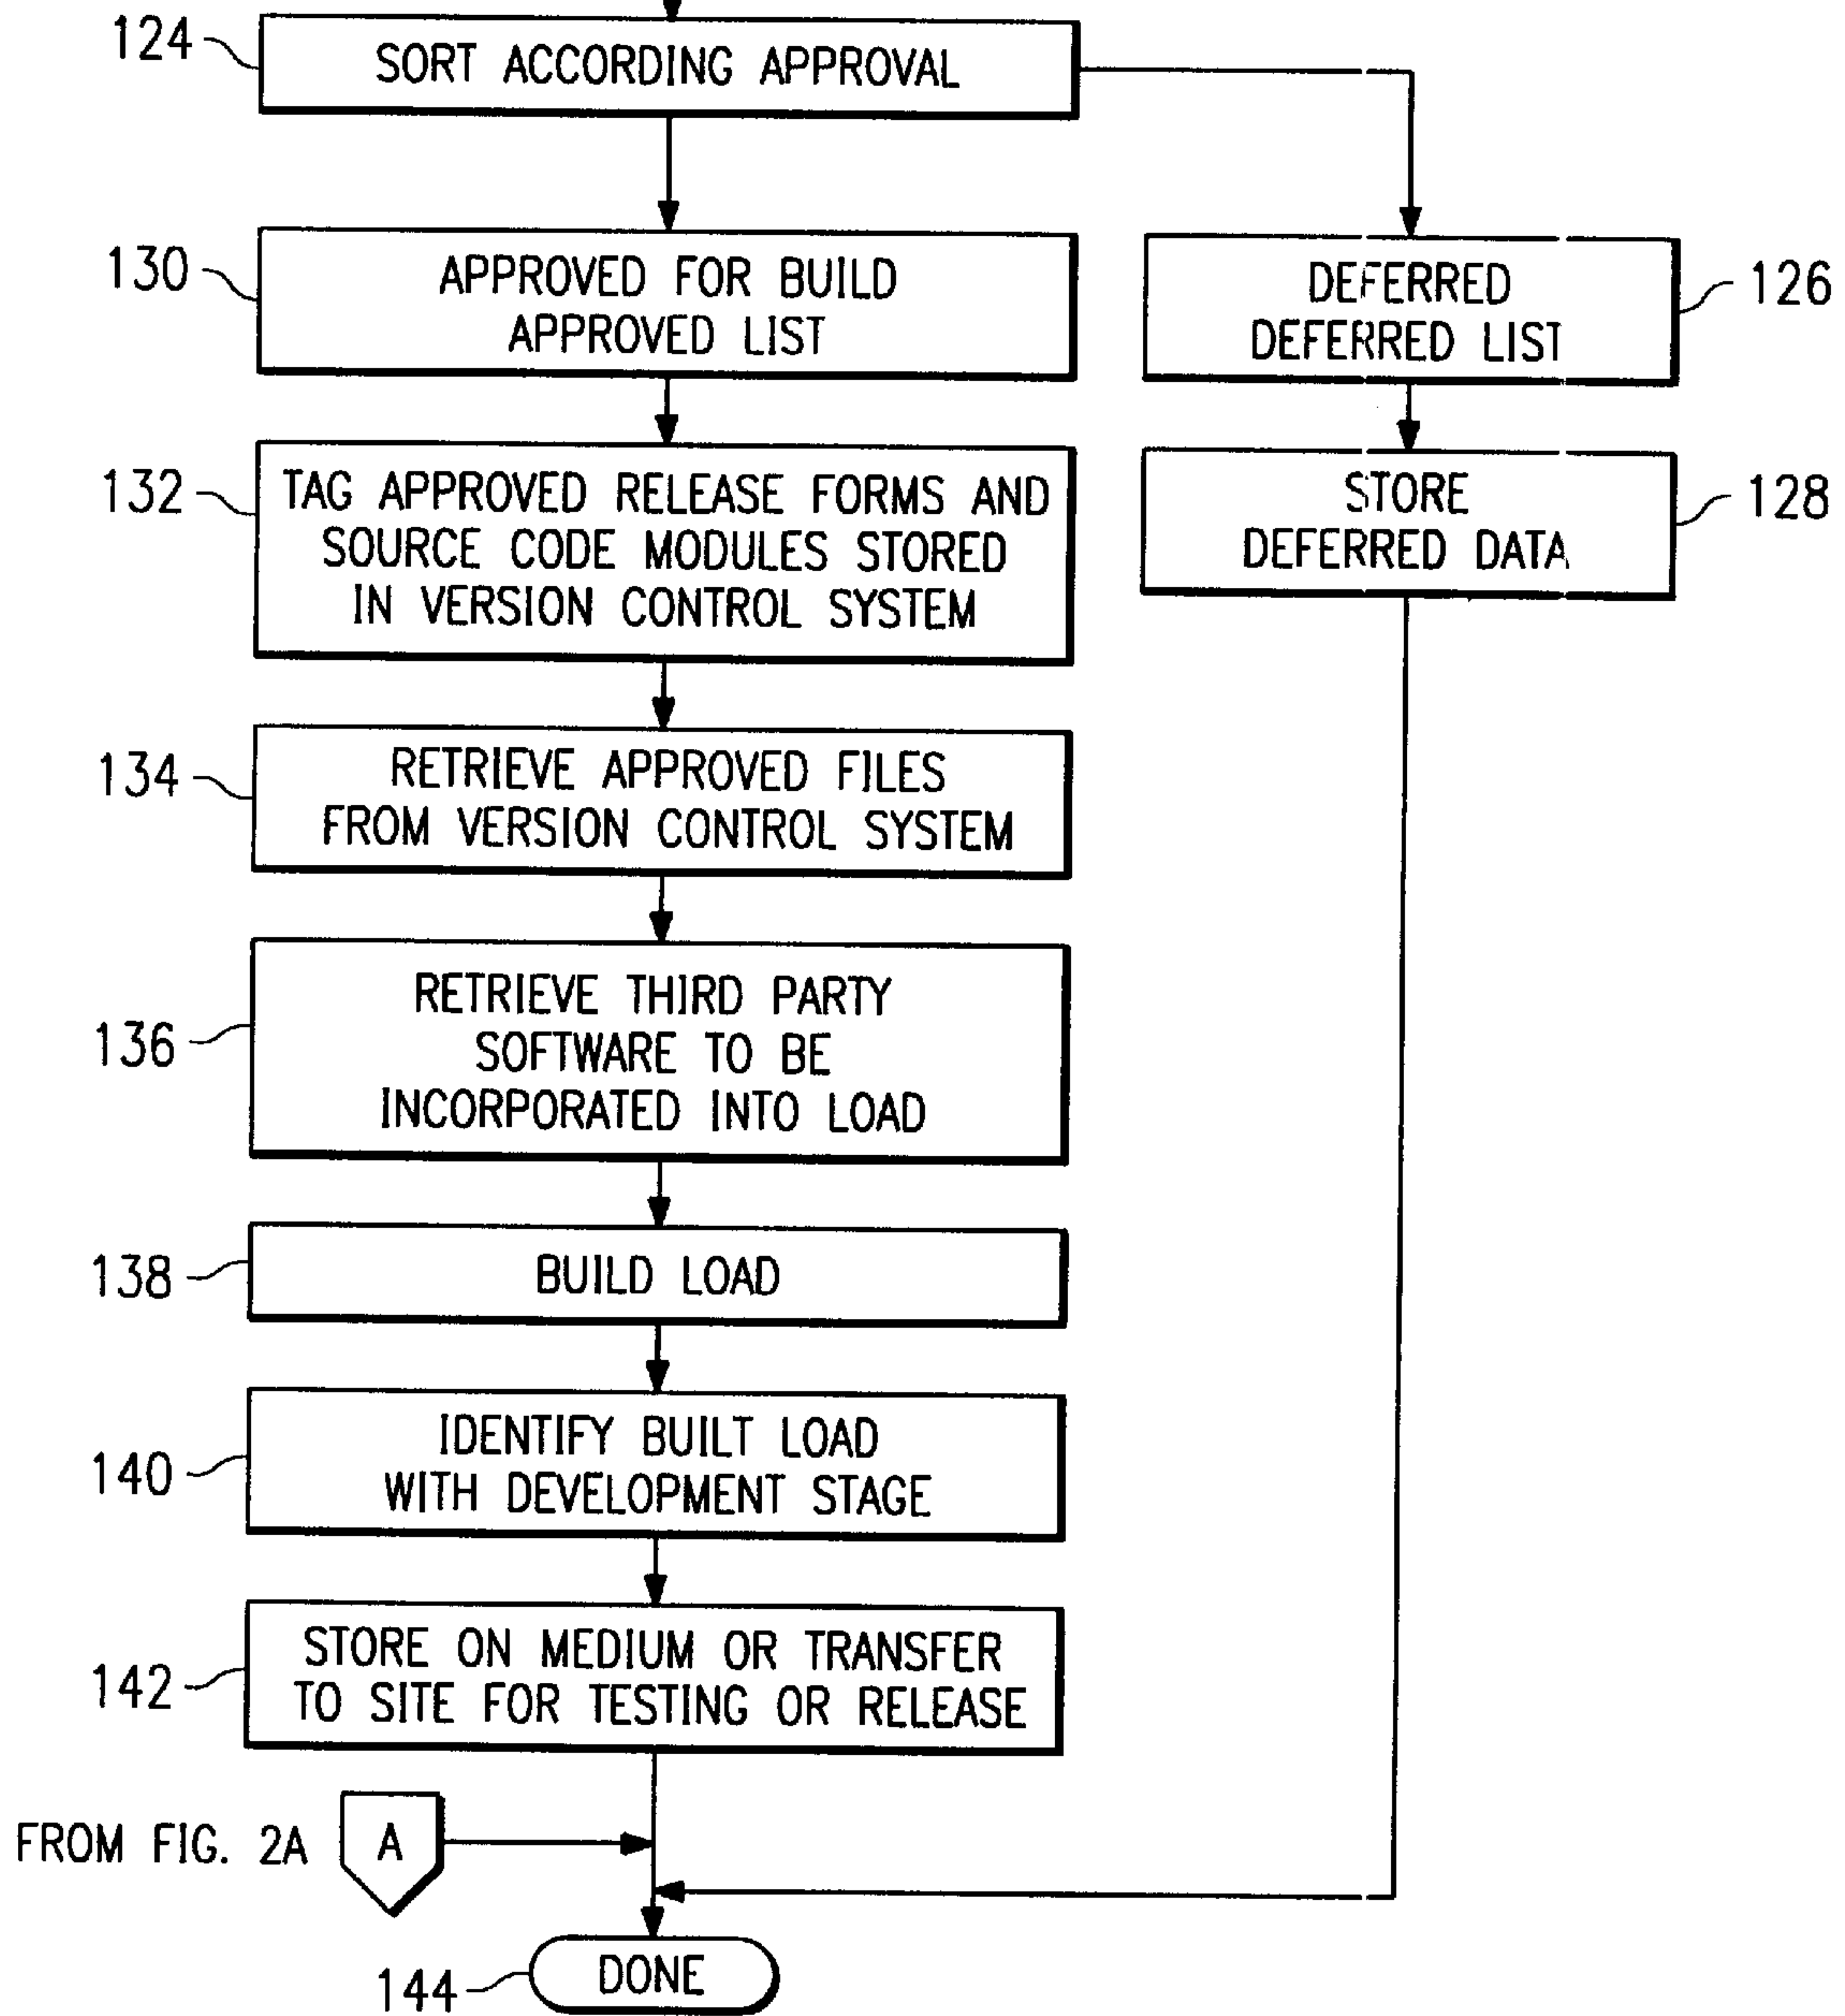 124
SORT ACCORDING APPROVAL
130
APPROVED FOR BUILD
APPROVED LIST
DEFERRED
DEFERRED LIST
126
132
TAG APPROVED RELEASE FORMS AND
SOURCE CODE MODULES STORED
IN VERSION CONTROL SYSTEM
STORE
DEFERRED DATA
128
134
RETRIEVE APPROVED FILES
FROM VERSION CONTROL SYSTEM
136
RETRIEVE THIRD PARTY
SOFTWARE TO BE
INCORPORATED INTO LOAD
138
BUILD LOAD
140
IDENTIFY BUILT LOAD
WITH DEVELOPMENT STAGE
142
STORE ON MEDIUM OR TRANSFER
TO SITE FOR TESTING OR RELEASE
FROM FIG. 2A
A
144
DONE